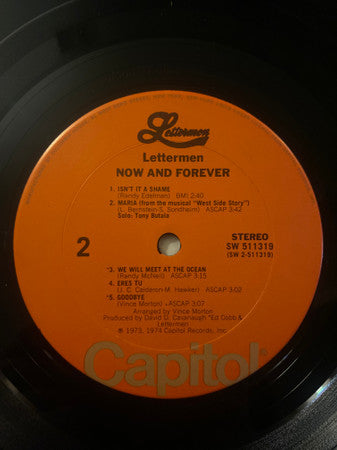 Lettermen
Lettermen
NOW AND FOREVER
1. ISN'T IT A SHAME
(Randy Edelman) BMI 2:40
2. MARIA (from the musical "West Side Story")
(L. Bernstein-S. Sondheim) ASCAP 3:42
Solo: Tony Butala
2
STEREO
SW 511319
(SW 2-511319)
*3. WE WILL MEET AT THE OCEAN
(Randy McNeill) ASCAP 3:15
4. ERES TU
(J. C. Calderon-M. Hawker) ASCAP 3:02
*5. GOODBYE
(Vince Morton) +ASCAP 3:07
Arranged by Vince Morton
Produced by David D. Cavanaugh *Ed Cobb &
Lettermen
℗ 1973, 1974 Capitol Records, Inc.
Capitol®